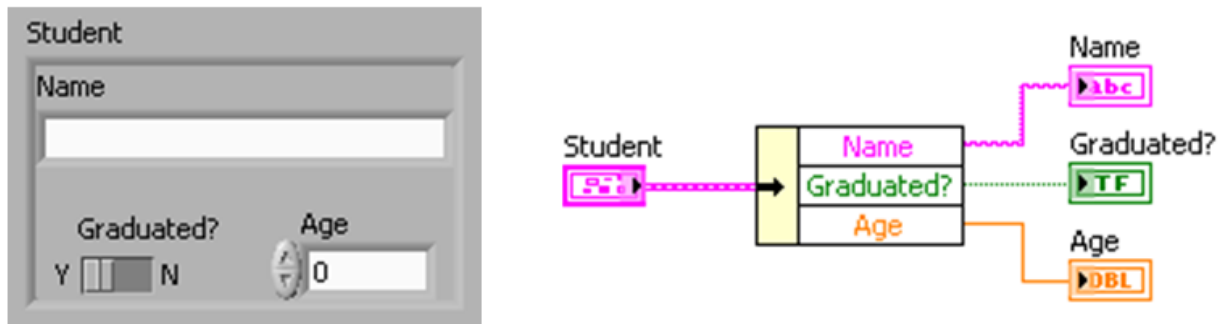 Student
Name
Graduated?
Age
Y
N
0
Student
Name
Graduated?
Age
Name
abc
Graduated?
TF
Age
DBL